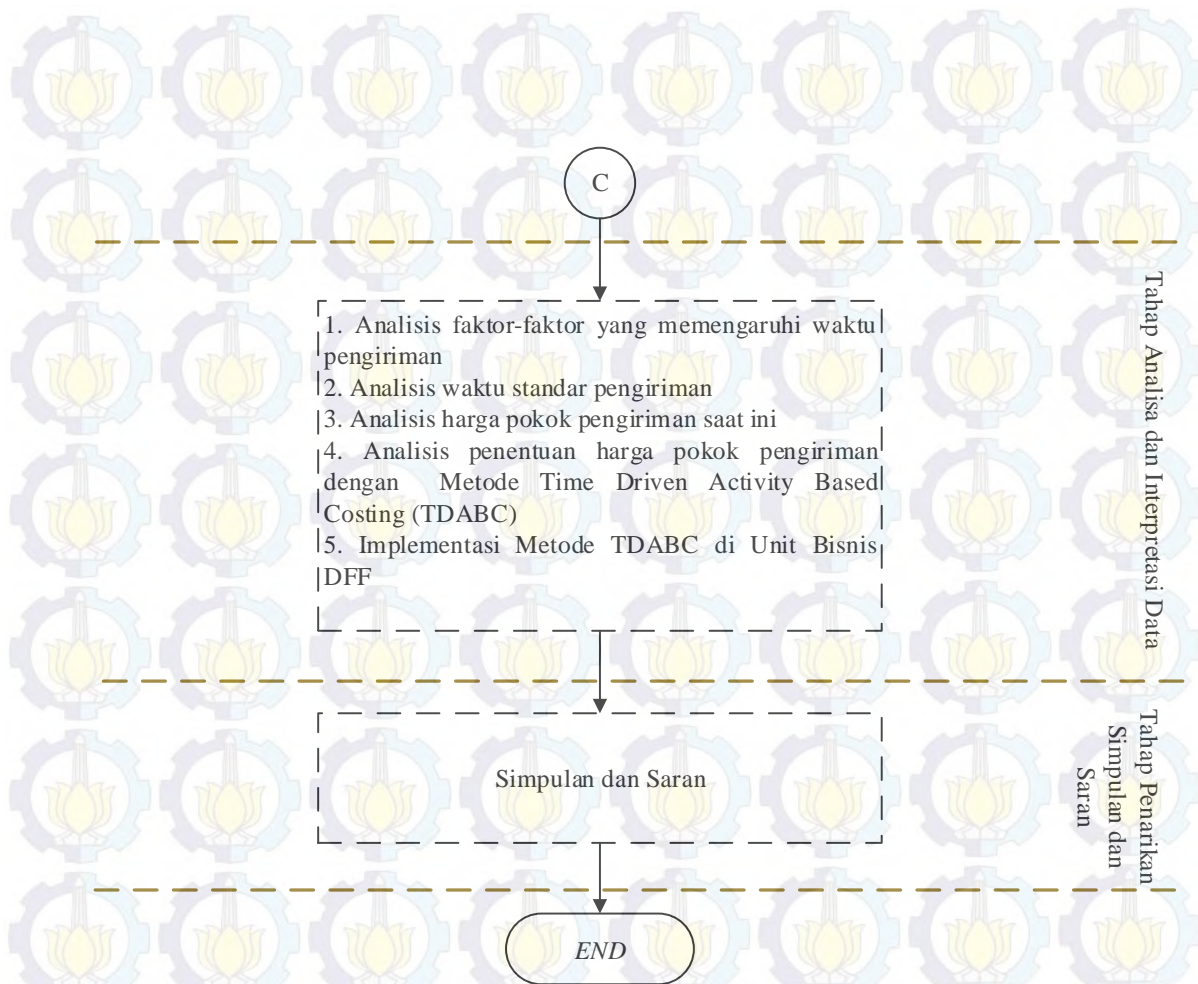 C
1. Analisis faktor-faktor yang memengaruhi waktu
pengiriman
2. Analisis waktu standar pengiriman
3. Analisis harga pokok pengiriman saat ini
4. Analisis penentuan harga pokok pengiriman
dengan Metode Time Driven Activity Based
Costing (TDABC)
5. Implementasi Metode TDABC di Unit Bisnis
DFF
Tahap Analisa dan Interpretasi Data
Simpulan dan Saran
Tahap Penarikan
Simpulan dan
Saran
END